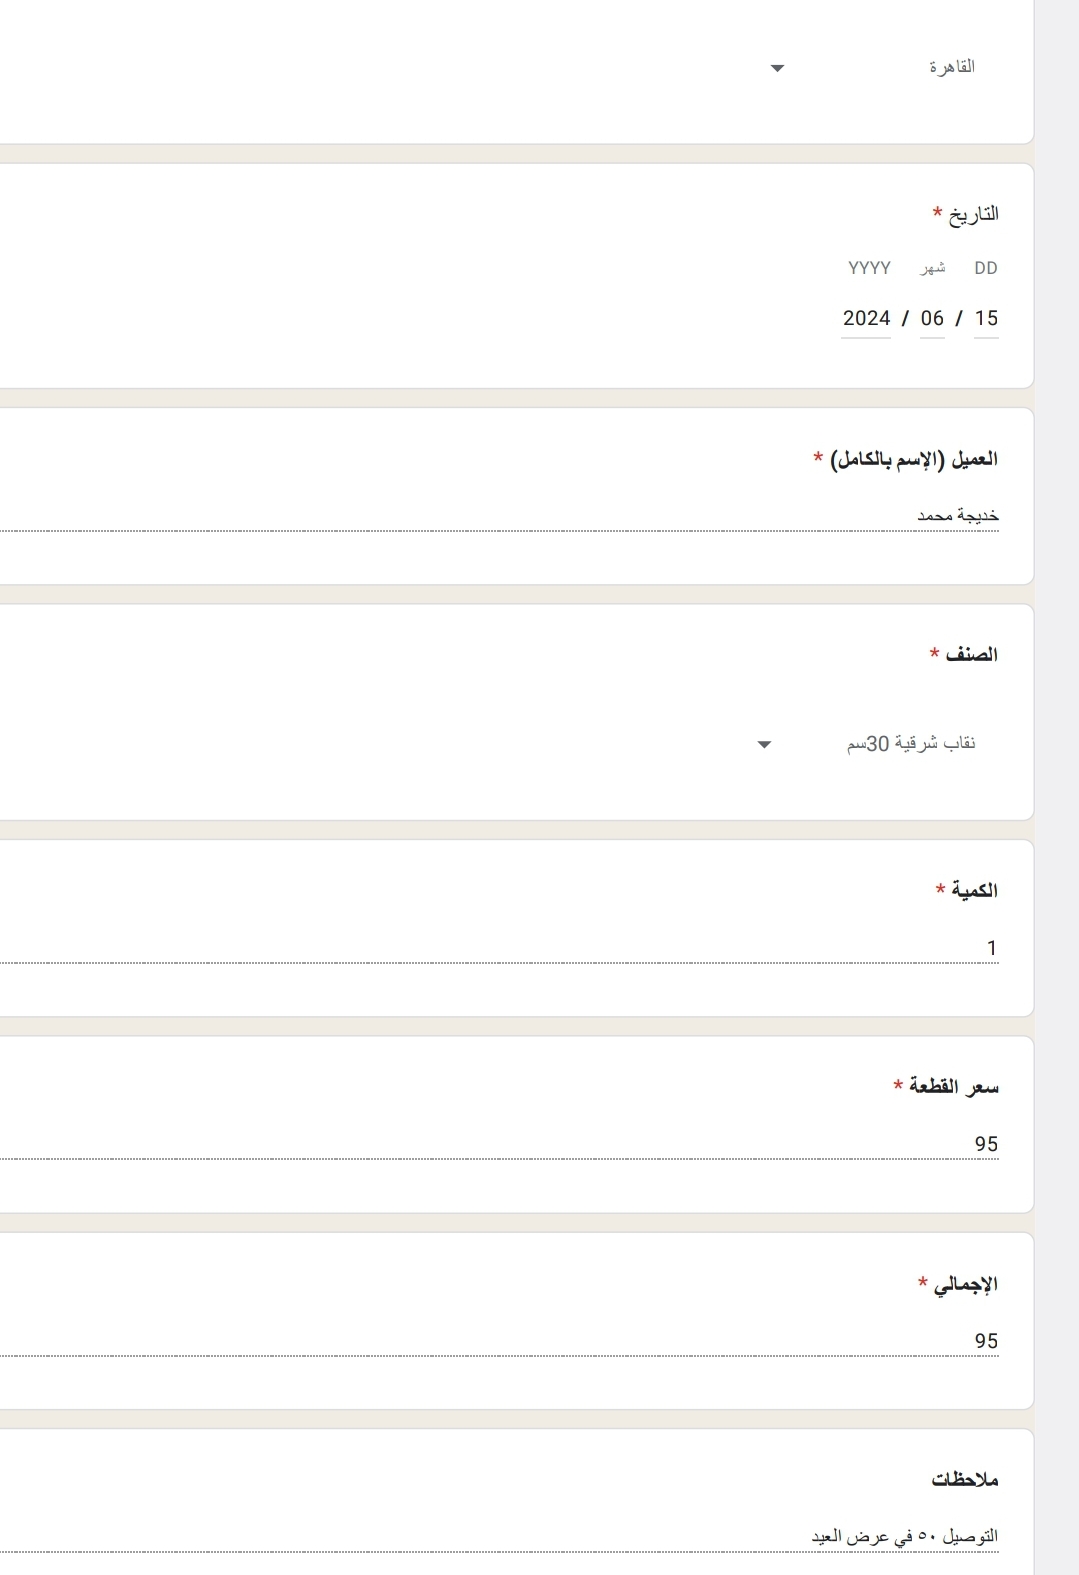 القاهرة
التاريخ *
DD شهر YYYY
15 / 06 / 2024
العميل (الإسم بالكامل) *
خديجة محمد
الصنف *
نقاب شرقية 30سم
الكمية *
1
سعر القطعة *
95
الإجمالي *
95
ملاحظات
التوصيل ٥٠ في عرض العيد